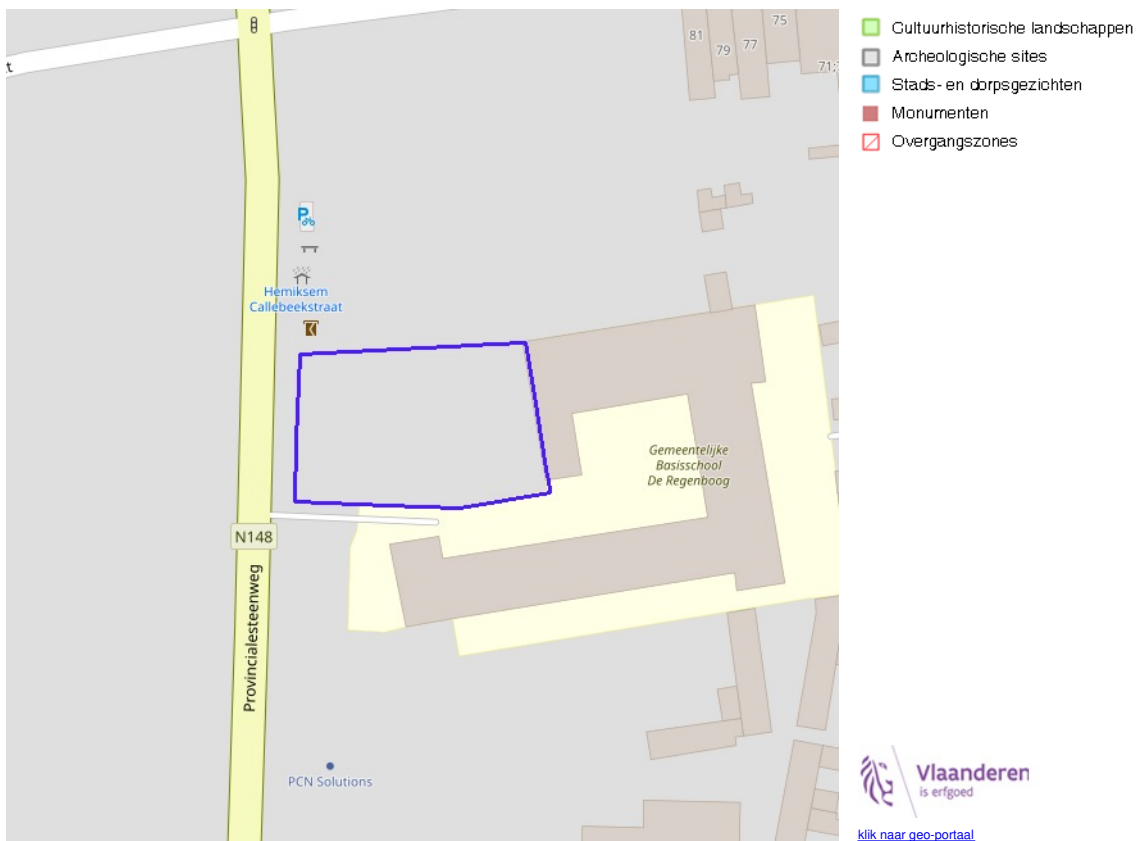 t
81
79
77
75
71;
Hemiksem
Callebeekstraat
Gemeentelijke
Basisschool
De Regenboog
N148
Provincialesteenweg
PCN Solutions
Cultuurhistorische landschappen
Archeologische sites
Stads- en dorpsgezichten
Monumenten
Overgangszones
Vlaanderen
is erfgoed
klik naar geo-portaal